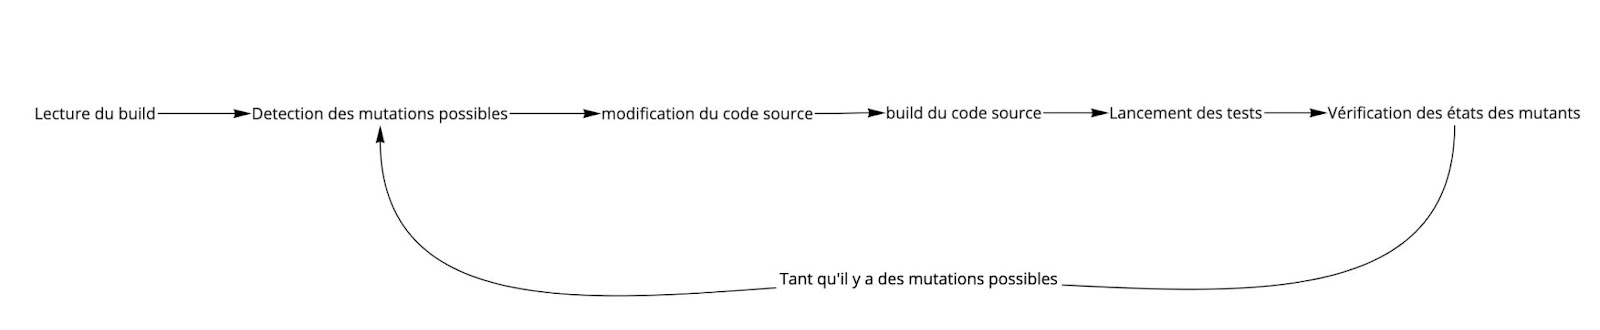 Lecture du build
Detection des mutations possibles
modification du code source
build du code source
Lancement des tests
Vérification des états des mutants
Tant qu'il y a des mutations possibles